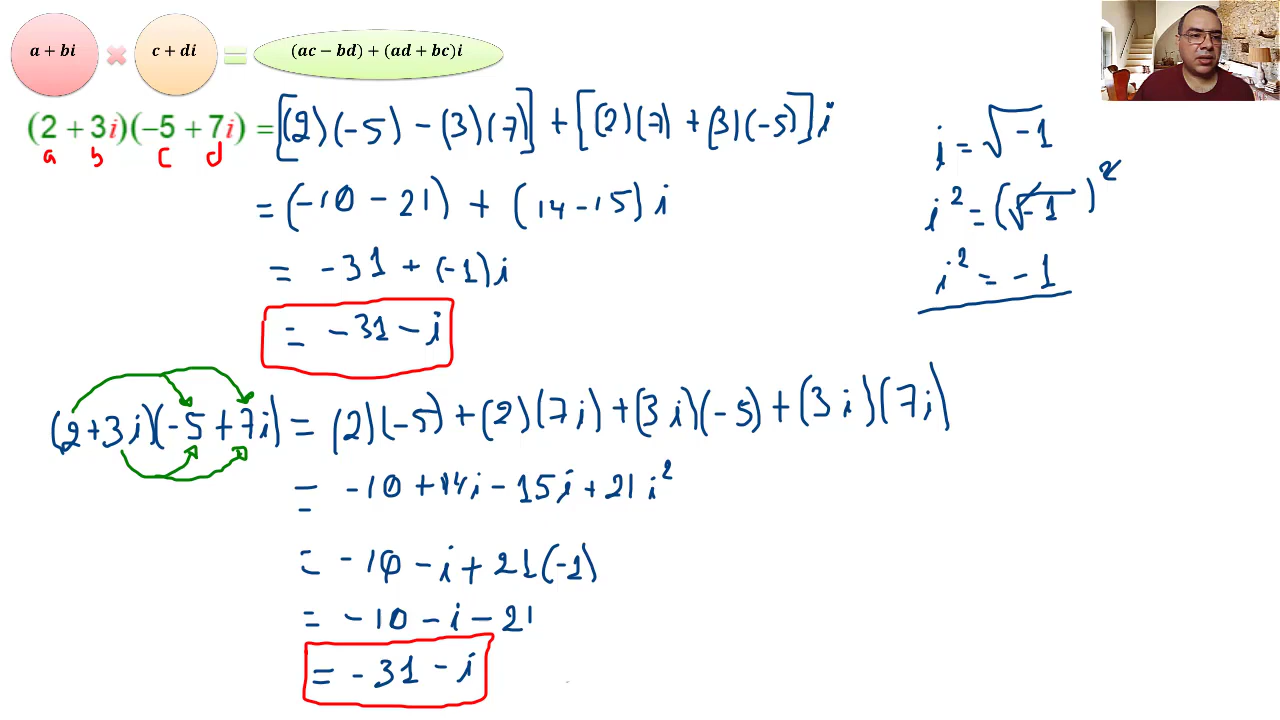 a + bi × c + di = (ac − bd) + (ad + bc)i
(2 + 3i)(−5 + 7i) = [(2)(-5) - (3)(7)] + [(2)(7) + (3)(-5)] i
a b c d
= (-10 - 21) + (14 - 15) i
= -31 + (-1) i
= -31 - i
i = √-1
i² = (√-1)²
i² = -1
(2+3i)(-5+7i) = (2)(-5) + (2)(7i) + (3i)(-5) + (3i)(7i)
= -10 + 14i - 15i + 21i²
= -10 - i + 21(-1)
= -10 - i - 21
= -31 - i